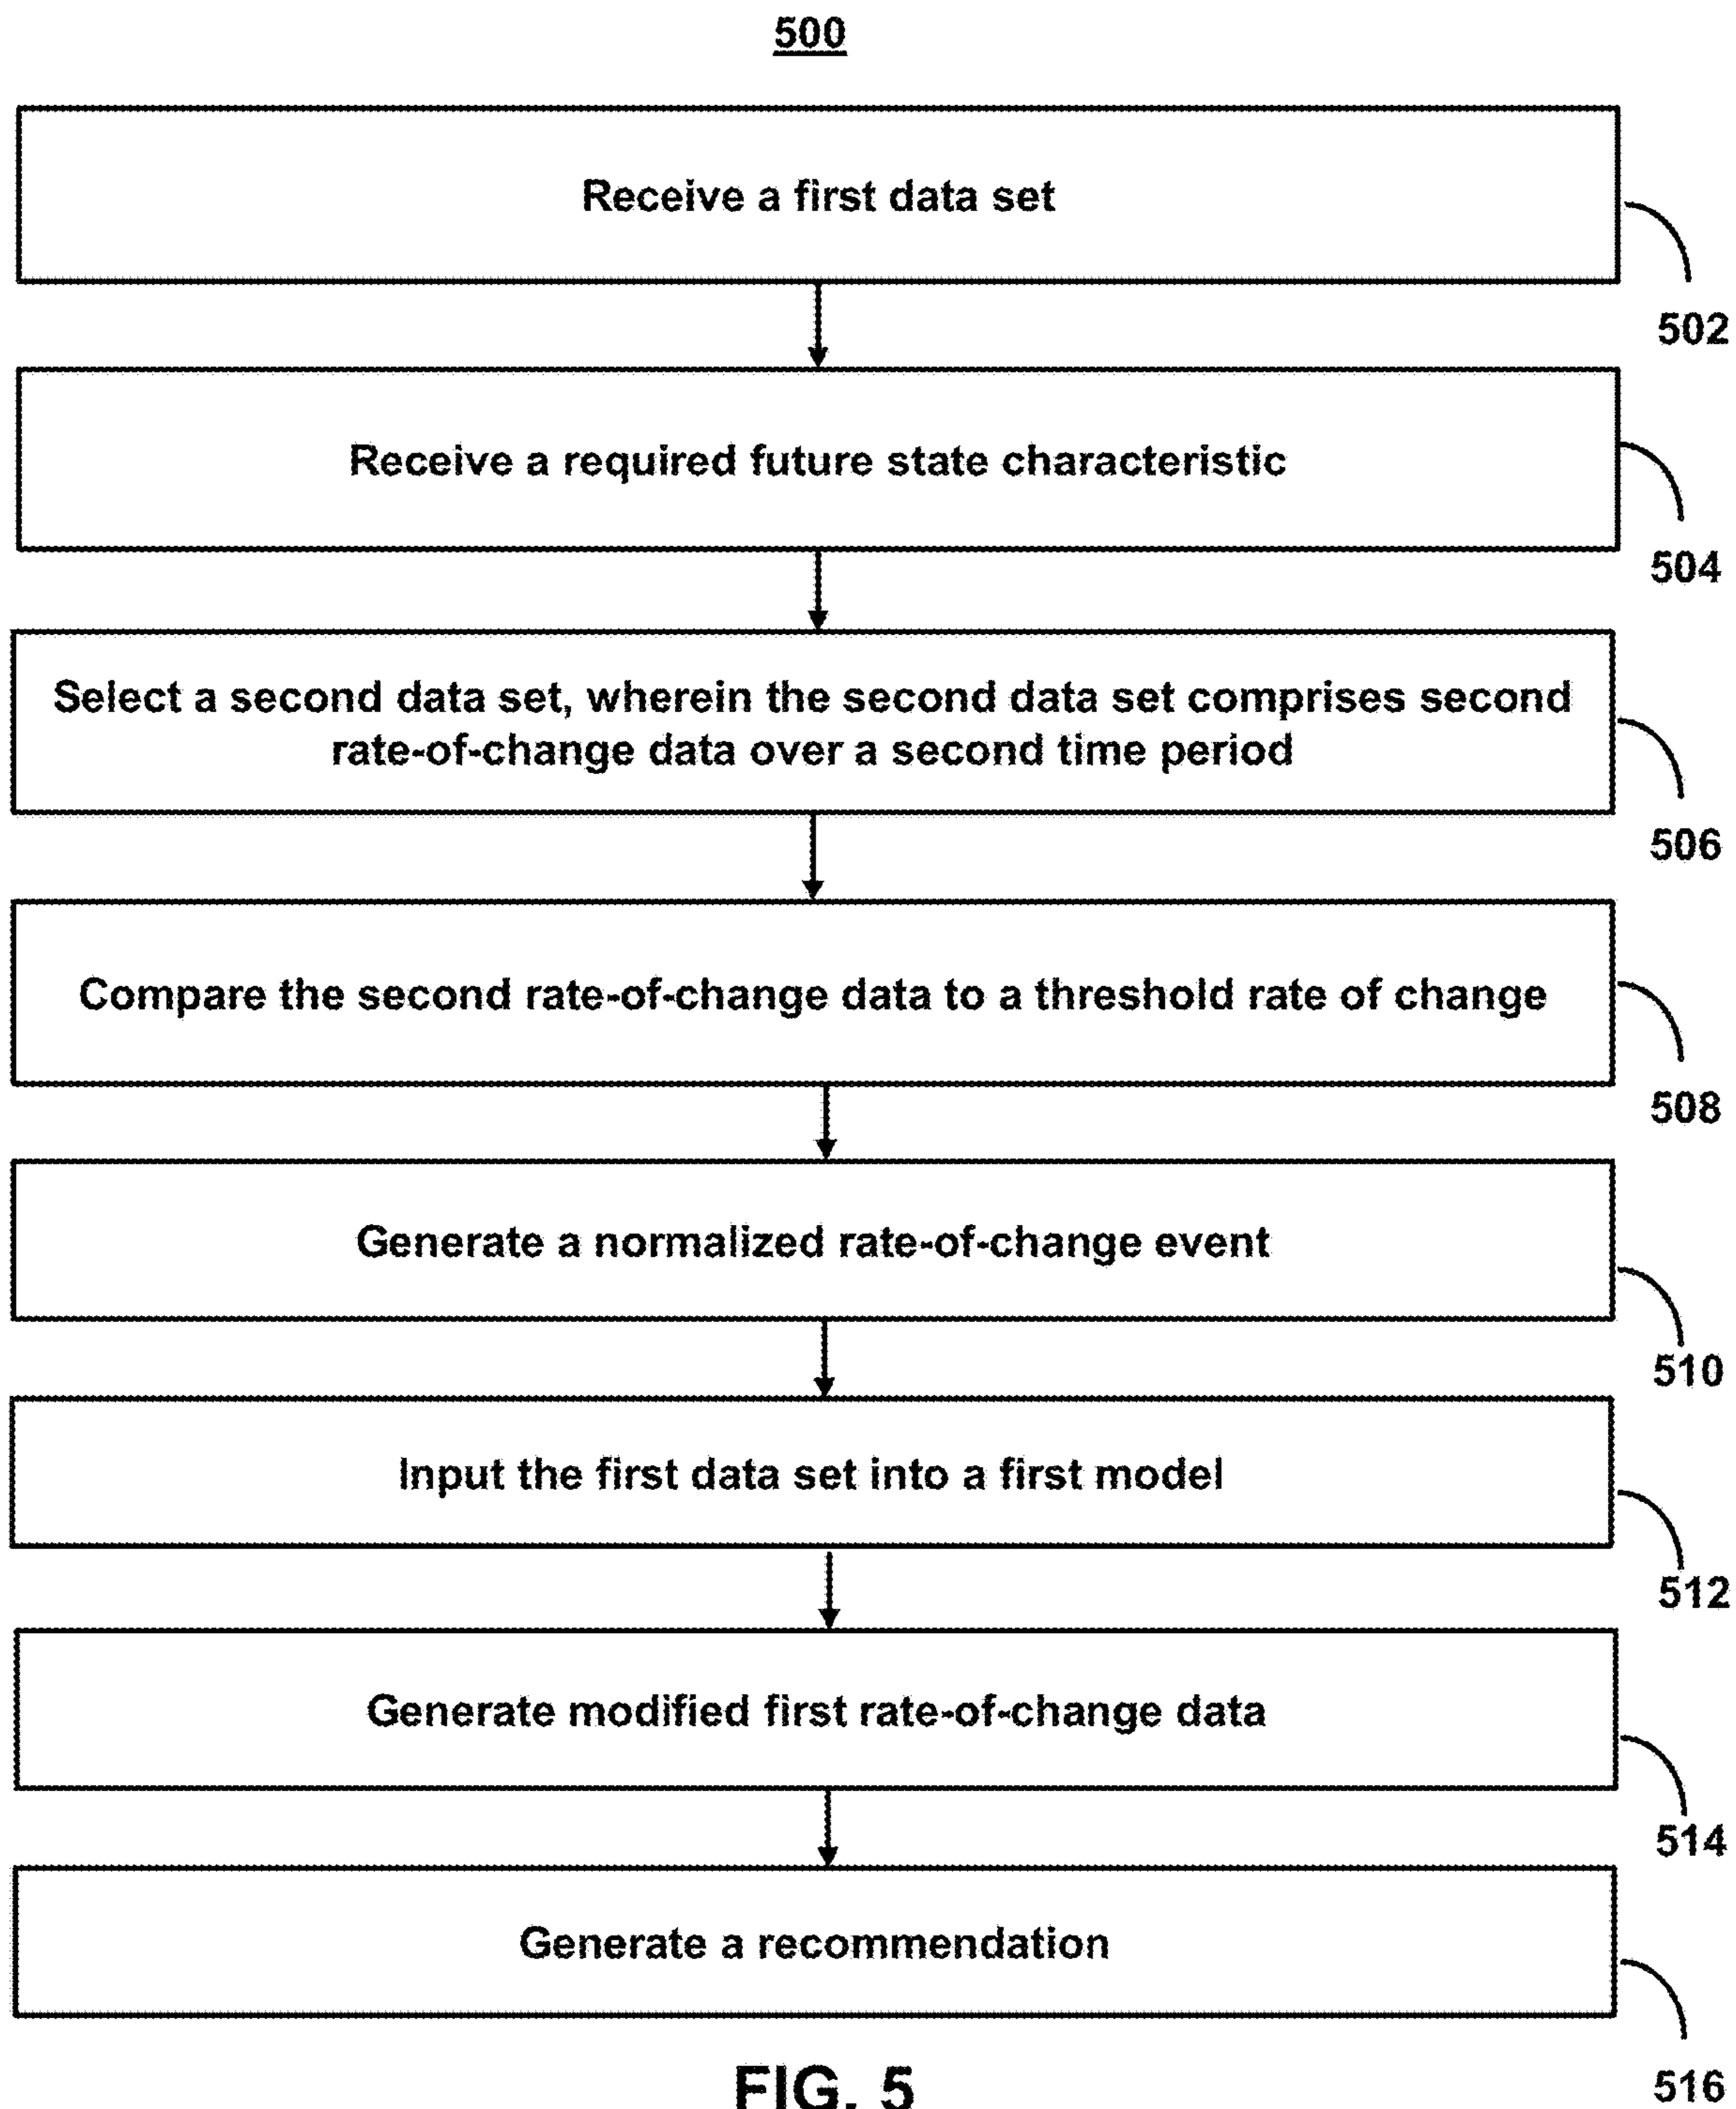 500
Receive a first data set
502
Receive a required future state characteristic
504
Select a second data set, wherein the second data set comprises second
rate-of-change data over a second time period
506
Compare the second rate-of-change data to a threshold rate of change
508
Generate a normalized rate-of-change event
510
Input the first data set into a first model
512
Generate modified first rate-of-change data
514
Generate a recommendation
516
FIG. 5